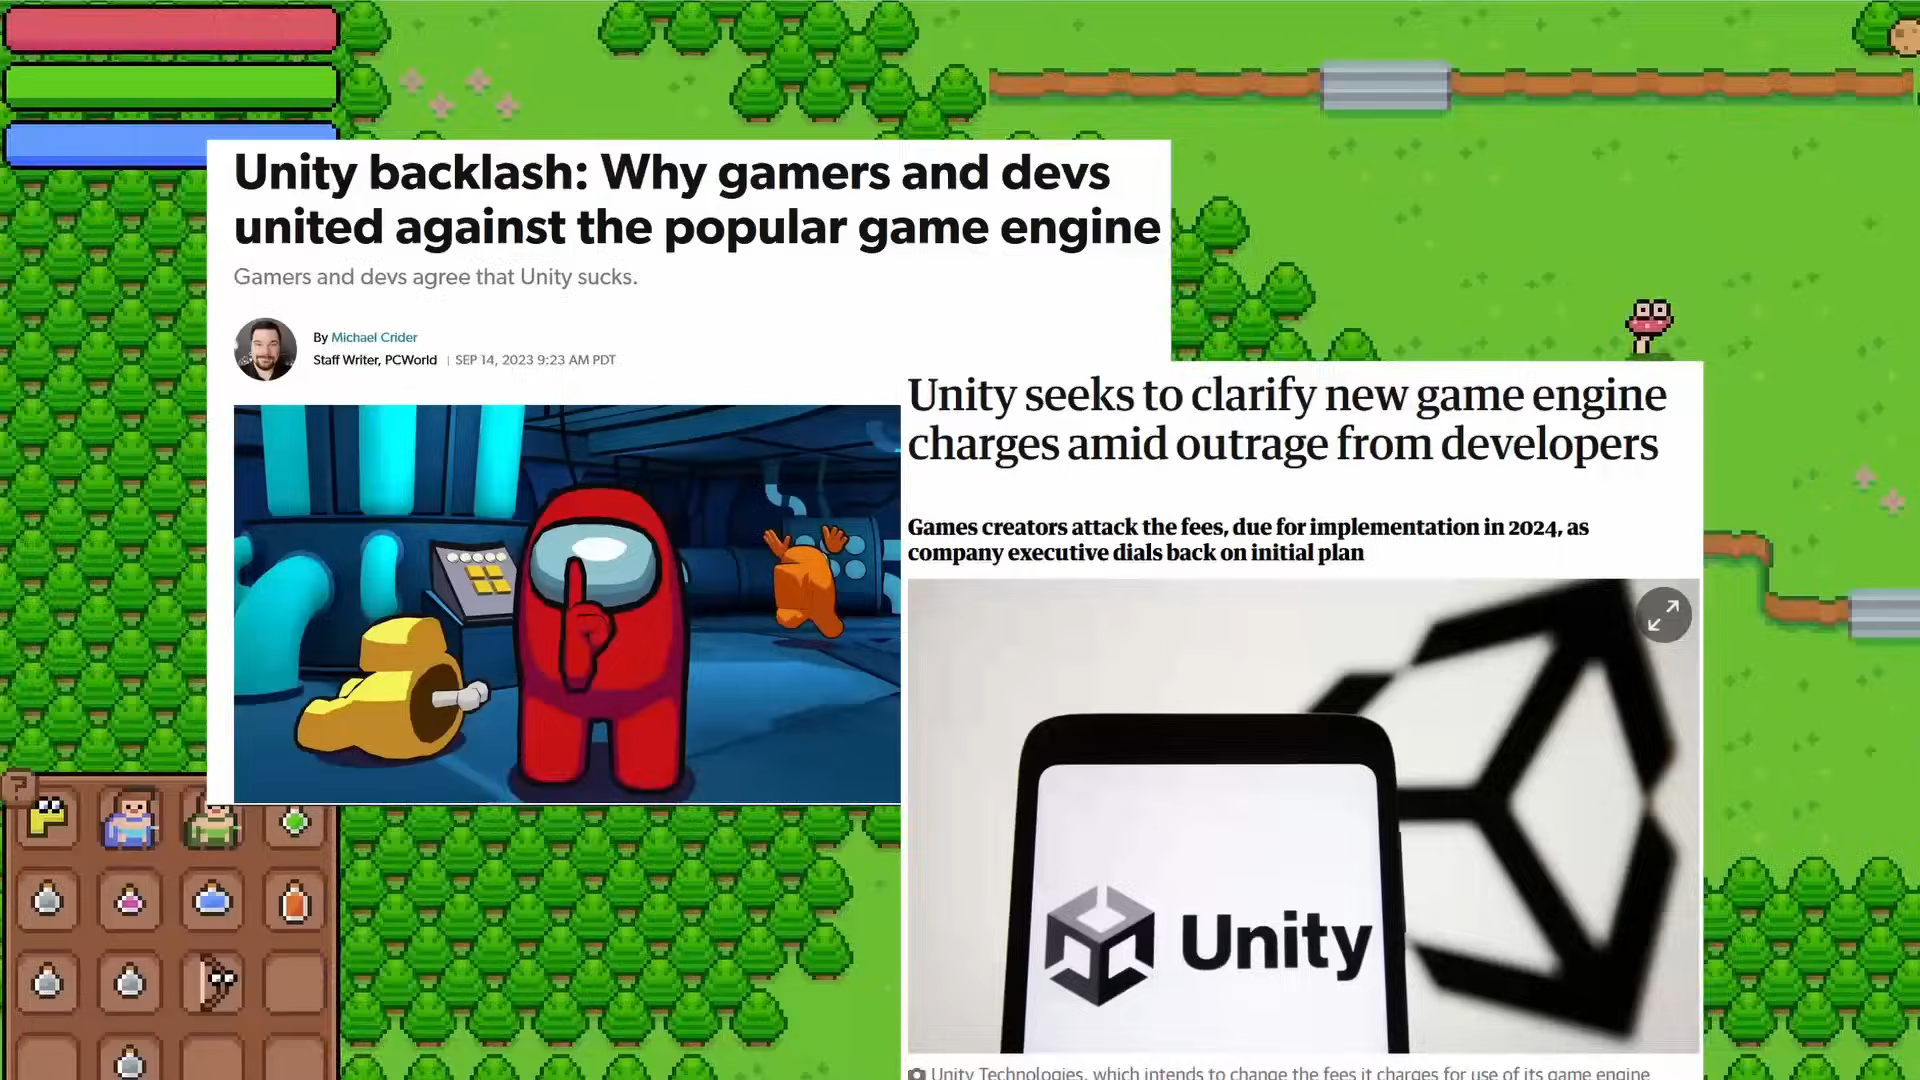 Unity backlash: Why gamers and devs
united against the popular game engine
Gamers and devs agree that Unity sucks.
By Michael Crider
Staff Writer, PCWorld | SEP 14, 2023 9:23 AM PDT
Unity seeks to clarify new game engine
charges amid outrage from developers
Games creators attack the fees, due for implementation in 2024, as
company executive dials back on initial plan
Unity
Unity Technologies, which intends to change the fees it charges for use of its game engine
?